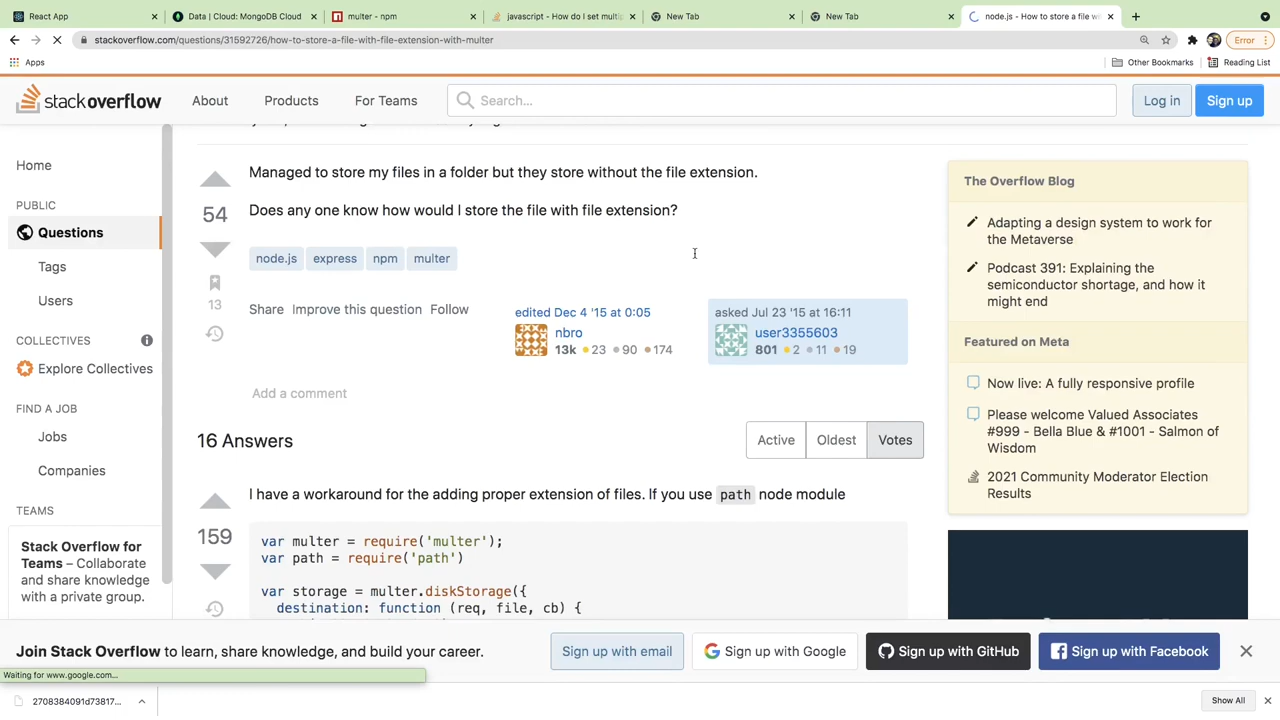 React App
Data | Cloud: MongoDB Cloud
multer - npm
javascript - How do I set multip
New Tab
New Tab
node.js - How to store a file wi
stackoverflow.com/questions/31592726/how-to-store-a-file-with-file-extension-with-multer
Error
Apps
Other Bookmarks
Reading List
stackoverflow
About
Products
For Teams
Search...
Log in
Sign up
Home
PUBLIC
Questions
Tags
Users
COLLECTIVES
Explore Collectives
FIND A JOB
Jobs
Companies
TEAMS
Stack Overflow for
Teams – Collaborate
and share knowledge
with a private group.
Managed to store my files in a folder but they store without the file extension.
54
Does any one know how would I store the file with file extension?
node.js express npm multer
13
Share Improve this question Follow
edited Dec 4 '15 at 0:05
nbro
13k 23 90 174
asked Jul 23 '15 at 16:11
user3355603
801 2 11 19
Add a comment
16 Answers
Active Oldest Votes
I have a workaround for the adding proper extension of files. If you use path node module
159
var multer = require('multer');
var path = require('path')
var storage = multer.diskStorage({
destination: function (req, file, cb) {
The Overflow Blog
Adapting a design system to work for
the Metaverse
Podcast 391: Explaining the
semiconductor shortage, and how it
might end
Featured on Meta
Now live: A fully responsive profile
Please welcome Valued Associates
#999 - Bella Blue & #1001 - Salmon of
Wisdom
2021 Community Moderator Election
Results
Join Stack Overflow to learn, share knowledge, and build your career.
Sign up with email
Sign up with Google
Sign up with GitHub
Sign up with Facebook
Waiting for www.google.com...
2708384091d73817...
Show All